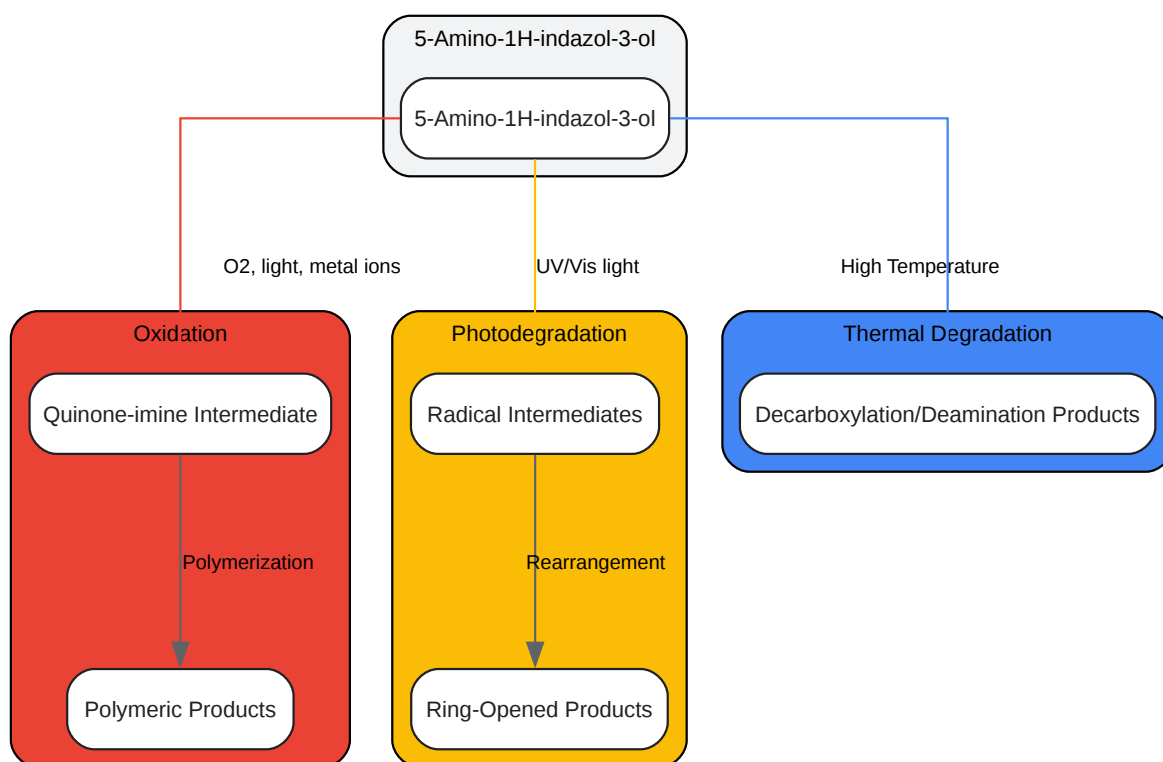 5-Amino-1H-indazol-3-ol
5-Amino-1H-indazol-3-ol
O2, light, metal ions
UV/Vis light
High Temperature
Oxidation
Photodegradation
Thermal Degradation
Quinone-imine Intermediate
Radical Intermediates
Decarboxylation/Deamination Products
Polymerization
Rearrangement
Polymeric Products
Ring-Opened Products